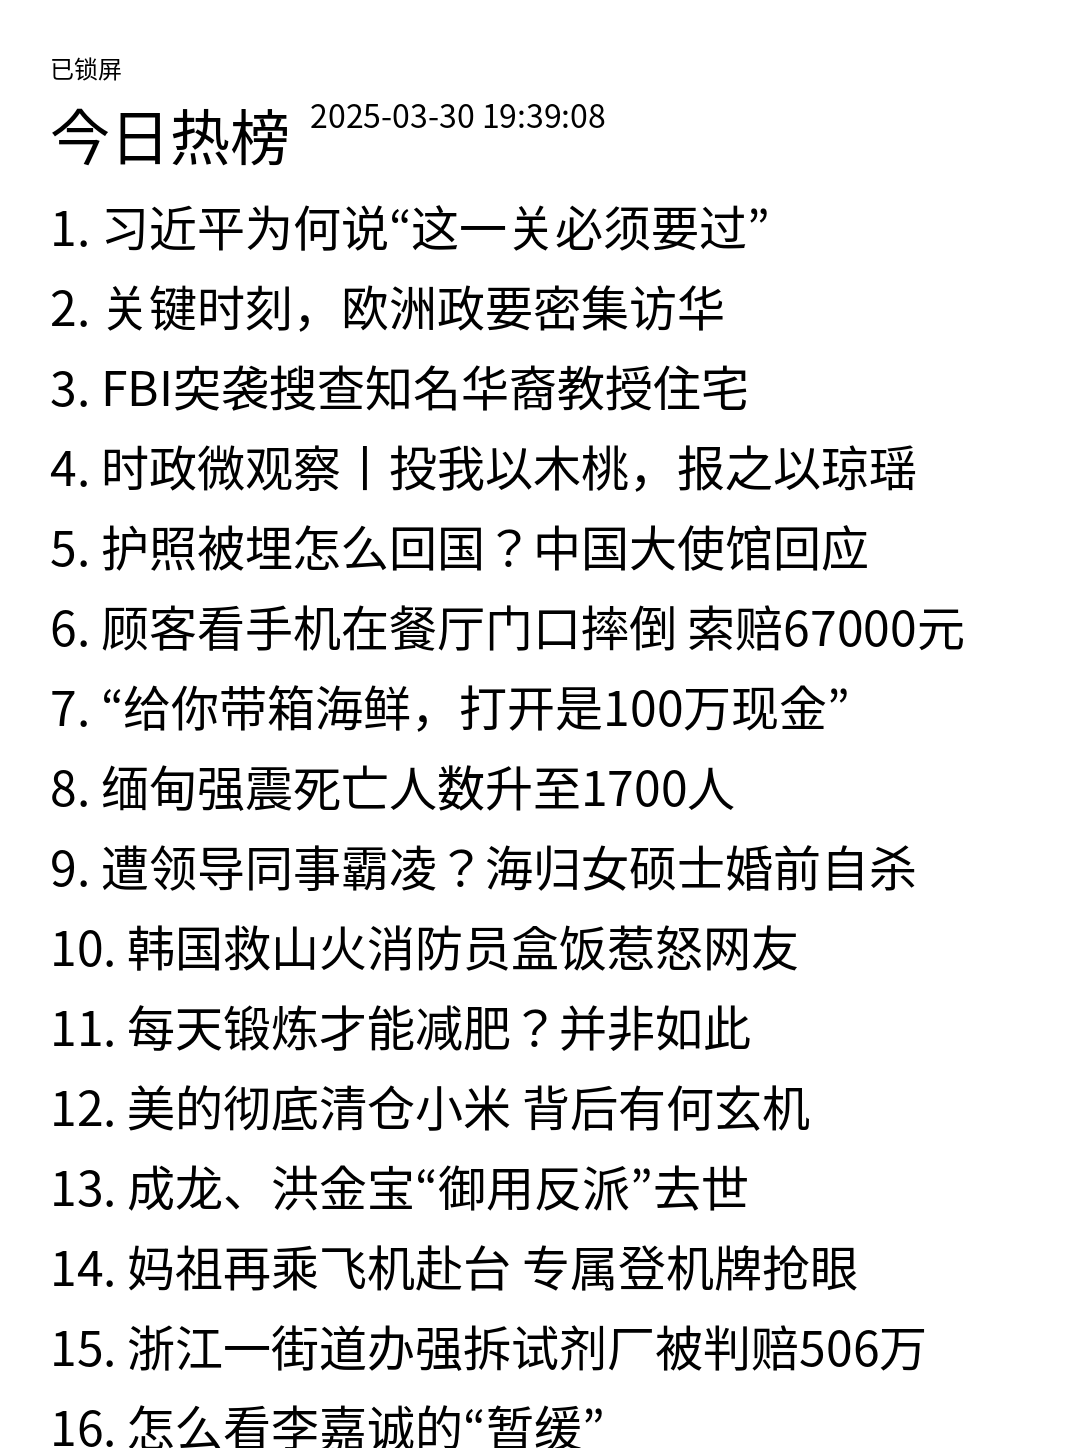 已锁屏
今日热榜 2025-03-30 19:39:08
1. 习近平为何说“这一关必须要过”
2. 关键时刻，欧洲政要密集访华
3. FBI突袭搜查知名华裔教授住宅
4. 时政微观察丨投我以木桃，报之以琼瑶
5. 护照被埋怎么回国？中国大使馆回应
6. 顾客看手机在餐厅门口摔倒 索赔67000元
7. “给你带箱海鲜，打开是100万现金”
8. 缅甸强震死亡人数升至1700人
9. 遭领导同事霸凌？海归女硕士婚前自杀
10. 韩国救山火消防员盒饭惹怒网友
11. 每天锻炼才能减肥？并非如此
12. 美的彻底清仓小米 背后有何玄机
13. 成龙、洪金宝“御用反派”去世
14. 妈祖再乘飞机赴台 专属登机牌抢眼
15. 浙江一街道办强拆试剂厂被判赔506万
16. 怎么看李嘉诚的“暂缓”